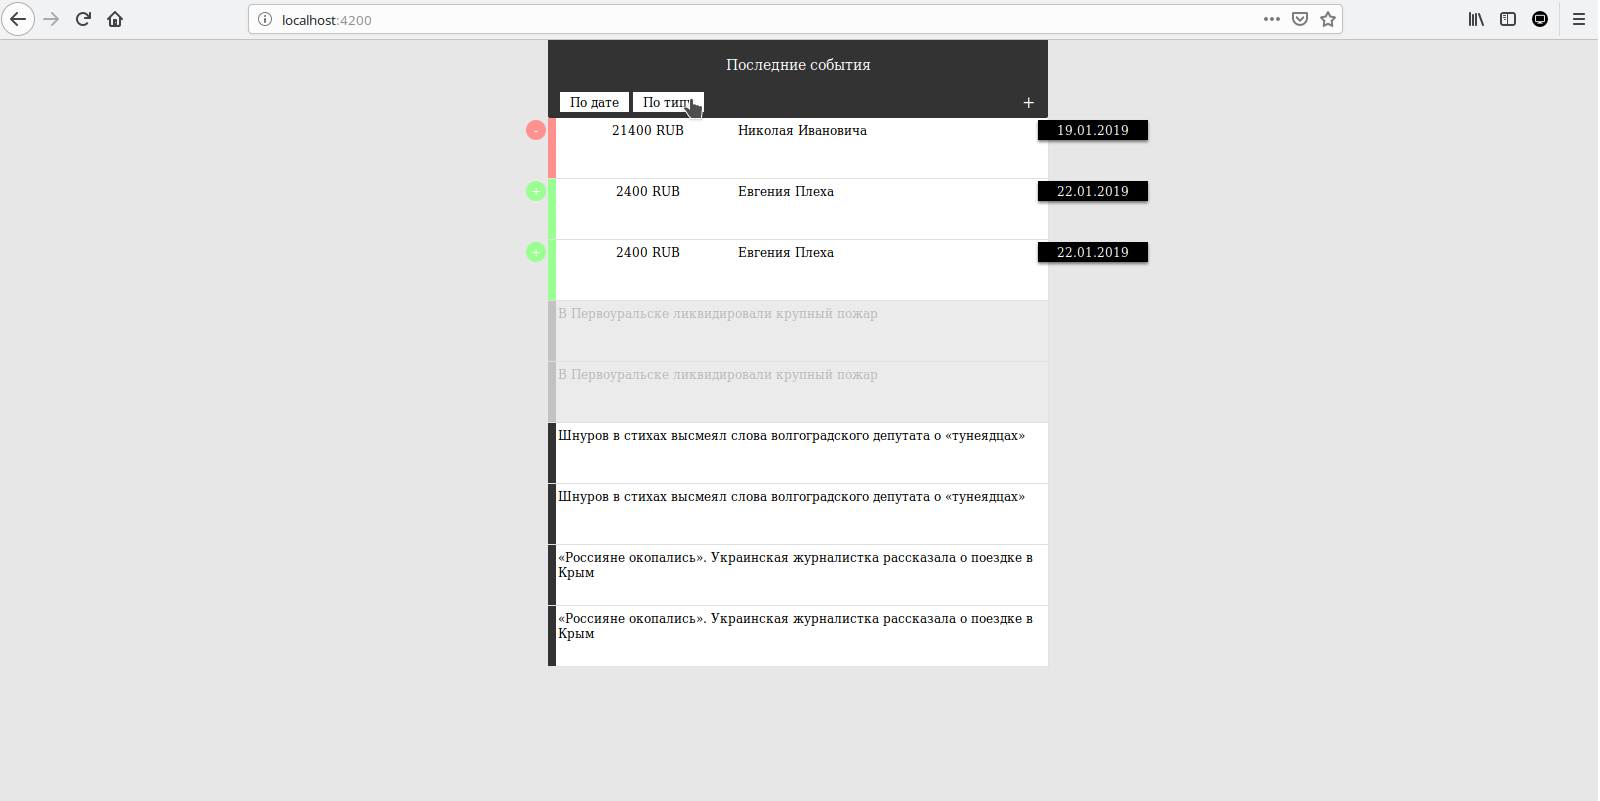 localhost:4200
Последние события
По дате По типу +
- 21400 RUB Николая Ивановича 19.01.2019
+ 2400 RUB Евгения Плеха 22.01.2019
+ 2400 RUB Евгения Плеха 22.01.2019
В Первоуральске ликвидировали крупный пожар
В Первоуральске ликвидировали крупный пожар
Шнуров в стихах высмеял слова волгоградского депутата о «тунеядцах»
Шнуров в стихах высмеял слова волгоградского депутата о «тунеядцах»
«Россияне окопались». Украинская журналистка рассказала о поездке в
Крым
«Россияне окопались». Украинская журналистка рассказала о поездке в
Крым